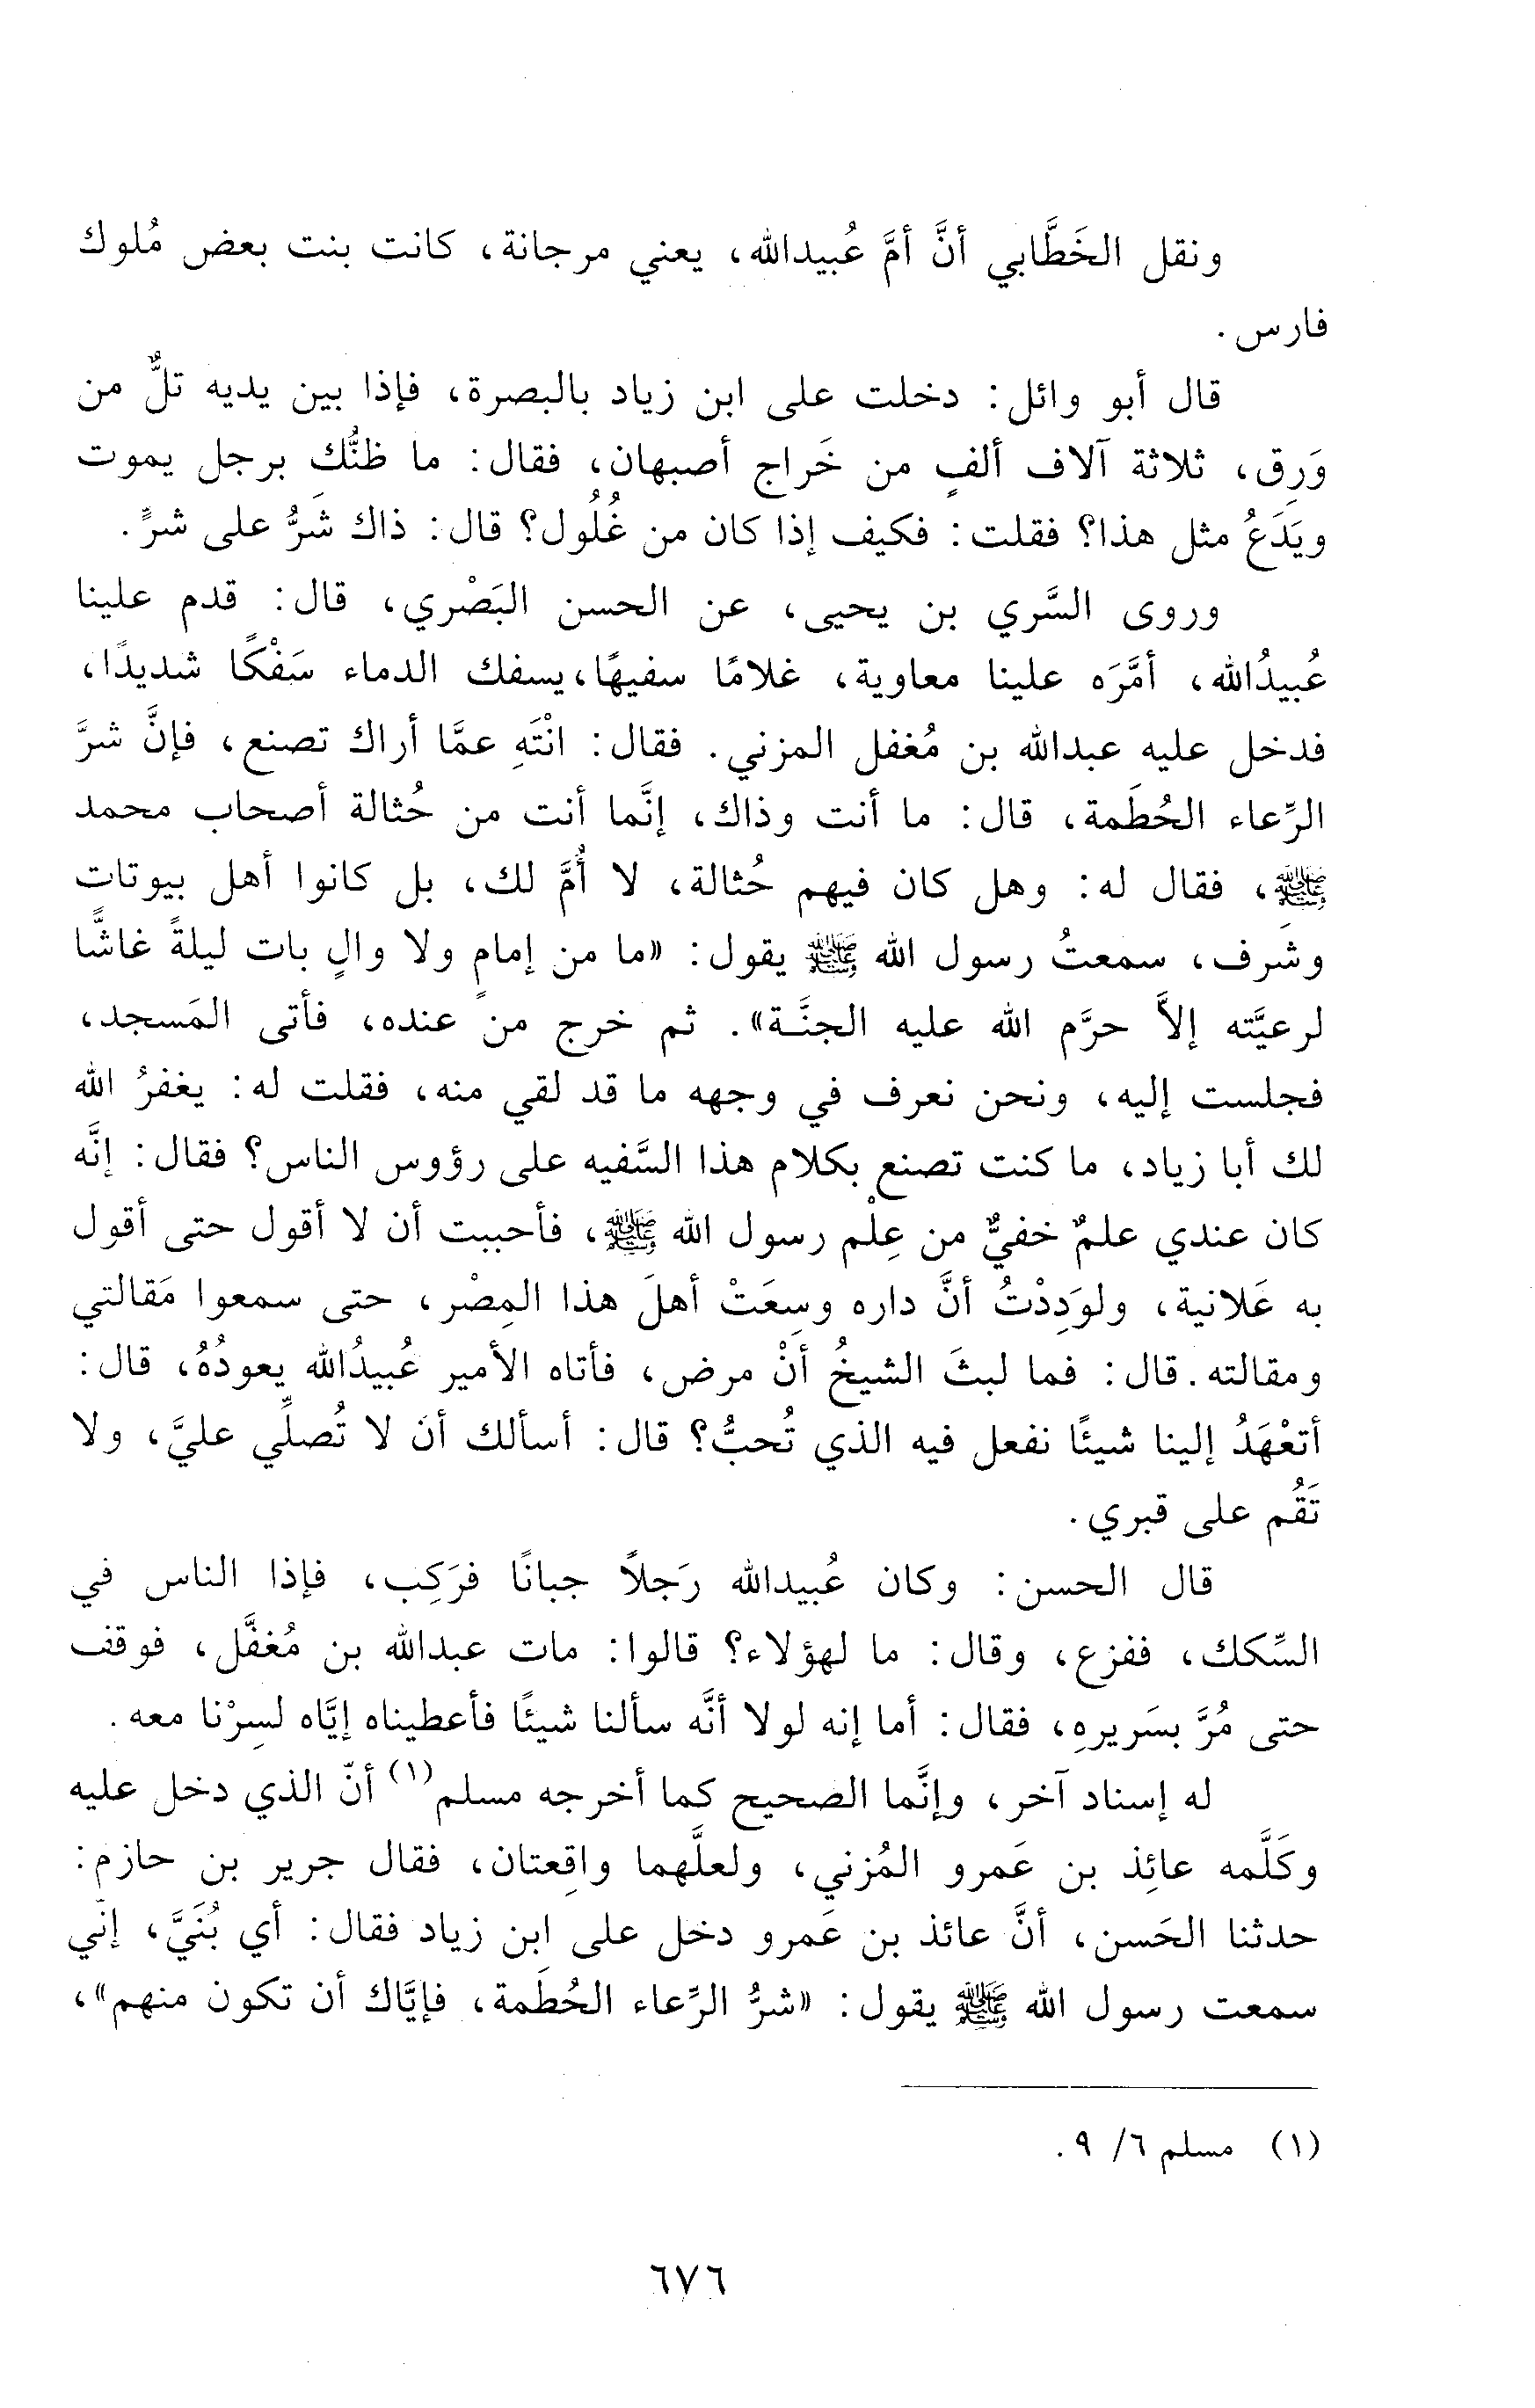 ونقل الخَطَّابي أنَّ أمَّ عُبيدالله، يعني مرجانة، كانت بنت بعض مُلوك
فارس.
قال أبو وائل: دخلت على ابن زياد بالبصرة، فإذا بين يديه تلٌّ من
وَرِق، ثلاثة آلاف ألفٍ من خَراج أصبهان، فقال: ما ظنُّك برجل يموت
ويَدَعُ مثل هذا؟ فقلت: فكيف إذا كان من غُلُول؟ قال: ذاك شَرُّ على شرٍّ.
وروى السَّري بن يحيى، عن الحسن البَصْري، قال: قدم علينا
عُبيدُالله، أمَّرَه علينا معاوية، غلامًا سفيهًا، يسفك الدماء سَفْكًا شديدًا،
فدخل عليه عبدالله بن مُغفل المزني. فقال: انْتَهِ عمَّا أراك تصنع، فإنَّ شرَّ
الرِّعاء الحُطَمة، قال: ما أنت وذاك، إنَّما أنت من حُثالة أصحاب محمد
ﷺ، فقال له: وهل كان فيهم حُثالة، لا أُمَّ لك، بل كانوا أهل بيوتات
وشرف، سمعتُ رسول الله ﷺ يقول: «ما من إمامٍ ولا والٍ بات ليلةً غاشًّا
لرعيَّته إلاَّ حرَّم الله عليه الجنَّة». ثم خرج من عنده، فأتى المَسجد،
فجلست إليه، ونحن نعرف في وجهه ما قد لقي منه، فقلت له: يغفرُ الله
لك أبا زياد، ما كنت تصنع بكلام هذا السَّفيه على رؤوس الناس؟ فقال: إنَّه
كان عندي علمٌ خفيٌّ من عِلْم رسول الله ﷺ، فأحببت أن لا أقول حتى أقول
به عَلانية، ولوَدِدْتُ أنَّ داره وسِعَتْ أهلَ هذا المِصْر، حتى سمعوا مَقالتي
ومقالته. قال: فما لبثَ الشيخُ أنْ مرض، فأتاه الأمير عُبيدُالله يعودُهُ، قال:
أتعْهَدُ إلينا شيئًا نفعل فيه الذي تُحبُّ؟ قال: أسألك أن لا تُصلِّي عليَّ، ولا
تَقُم على قبري.
قال الحسن: وكان عُبيدالله رَجلاً جبانًا فرَكِب، فإذا الناس في
السِّكك، ففزع، وقال: ما لهؤلاء؟ قالوا: مات عبدالله بن مُغفَّل، فوقف
حتى مُرَّ بسَريرهِ، فقال: أما إنه لولا أنَّه سألنا شيئًا فأعطيناه إيَّاه لسِرْنا معه.
له إسناد آخر، وإنَّما الصحيح كما أخرجه مسلم(١) أنّ الذي دخل عليه
وكَلَّمه عائِذ بن عَمرو المُزني، ولعلَّهما واقِعتان، فقال جرير بن حازم:
حدثنا الحَسن، أنَّ عائذ بن عَمرو دخل على ابن زياد فقال: أي بُنَيَّ، إنّي
سمعت رسول الله ﷺ يقول: «شرُّ الرِّعاء الحُطَمة، فإيَّاك أن تكون منهم»،
(١) مسلم ٦/ ٩.
٦٧٦